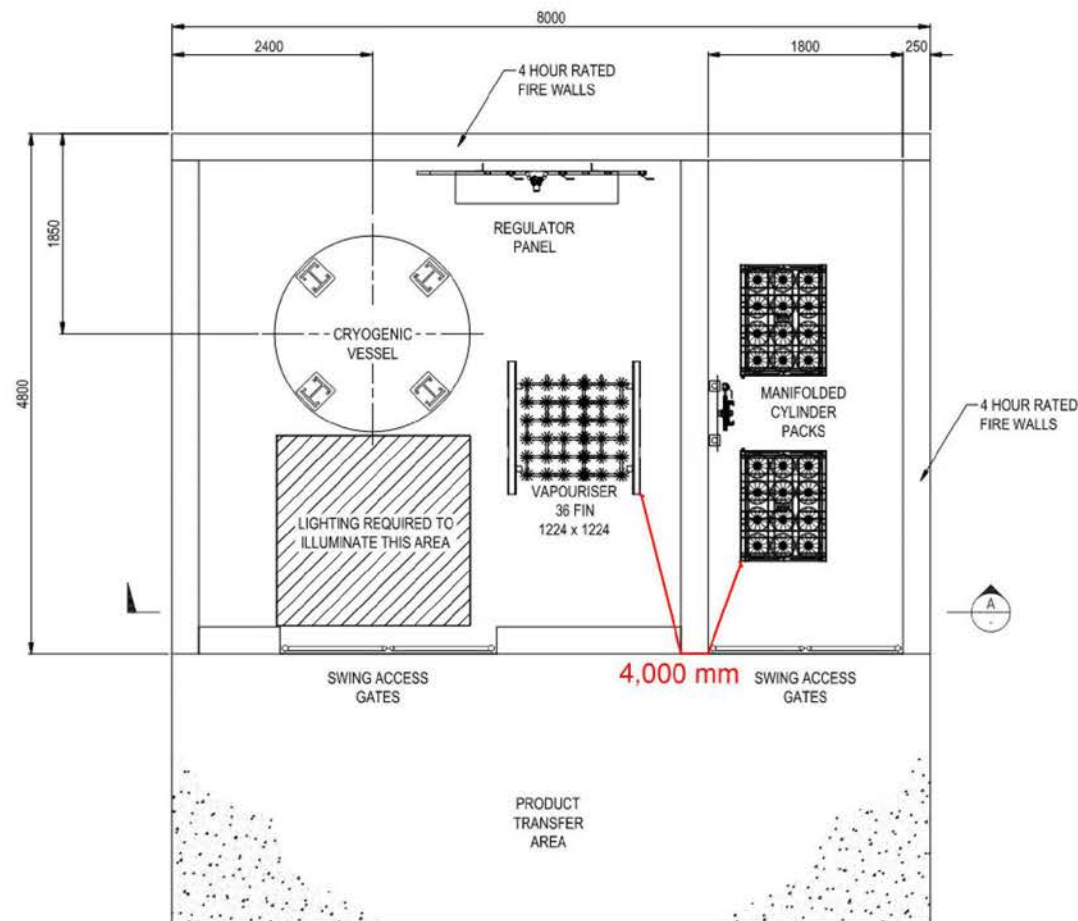 8000
2400
1800
250
4 HOUR RATED
FIRE WALLS
4800
1850
REGULATOR
PANEL
CRYOGENIC
VESSEL
MANIFOLDED
CYLINDER
PACKS
4 HOUR RATED
FIRE WALLS
VAPOURISER
36 FIN
1224 x 1224
LIGHTING REQUIRED TO
ILLUMINATE THIS AREA
A
4,000 mm
SWING ACCESS
GATES
SWING ACCESS
GATES
PRODUCT
TRANSFER
AREA